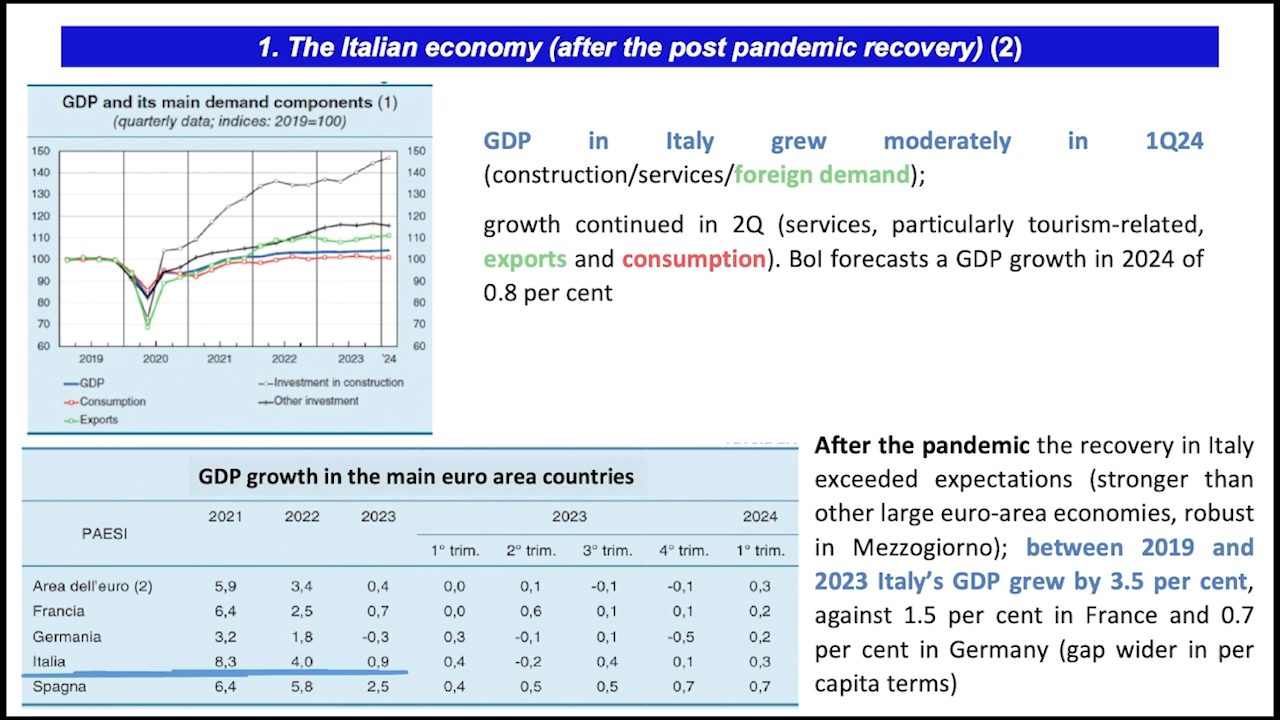 1. The Italian economy (after the post pandemic recovery) (2)
GDP and its main demand components (1)
(quarterly data; indices: 2019=100)
150 150
140 140
130 130
120 120
110 110
100 100
90 90
80 80
70 70
60 60
2019 2020 2021 2022 2023 '24
GDP Investment in construction
Consumption Other investment
Exports
GDP in Italy grew moderately in 1Q24
(construction/services/foreign demand);
growth continued in 2Q (services, particularly tourism-related,
exports and consumption). BoI forecasts a GDP growth in 2024 of
0.8 per cent
GDP growth in the main euro area countries
PAESI 2021 2022 2023 2023 2024
1° trim. 2° trim. 3° trim. 4° trim. 1° trim.
Area dell'euro (2) 5,9 3,4 0,4 0,0 0,1 -0,1 -0,1 0,3
Francia 6,4 2,5 0,7 0,0 0,6 0,1 0,1 0,2
Germania 3,2 1,8 -0,3 0,3 -0,1 0,1 -0,5 0,2
Italia 8,3 4,0 0,9 0,4 -0,2 0,4 0,1 0,3
Spagna 6,4 5,8 2,5 0,4 0,5 0,5 0,7 0,7
After the pandemic the recovery in Italy
exceeded expectations (stronger than
other large euro-area economies, robust
in Mezzogiorno); between 2019 and
2023 Italy's GDP grew by 3.5 per cent,
against 1.5 per cent in France and 0.7
per cent in Germany (gap wider in per
capita terms)